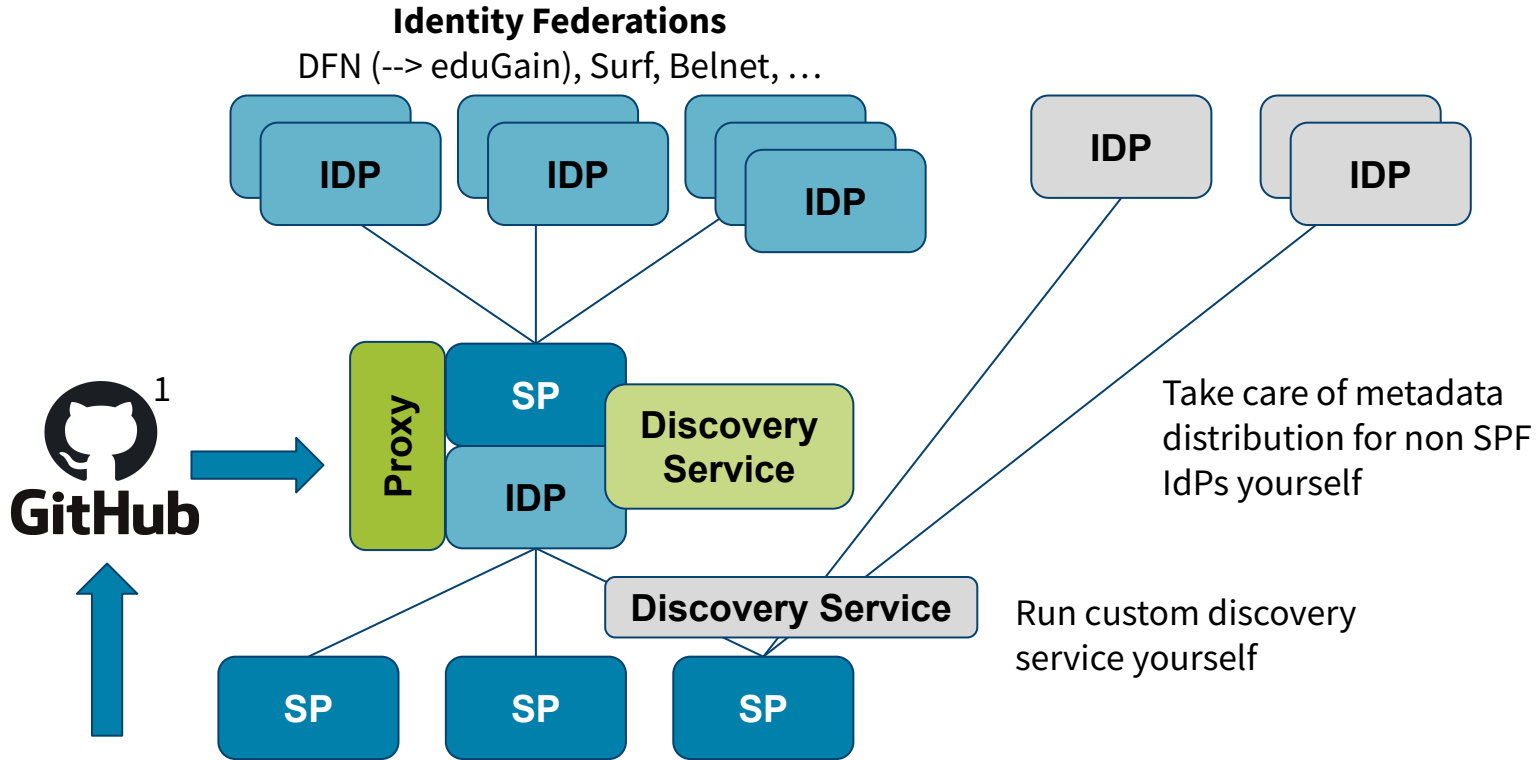 Identity Federations
DFN (--> eduGain), Surf, Belnet, …
IDP
IDP
IDP
IDP
IDP
1
GitHub
Proxy
SP
IDP
Discovery
Service
Take care of metadata
distribution for non SPF
IdPs yourself
Discovery Service
Run custom discovery
service yourself
SP
SP
SP